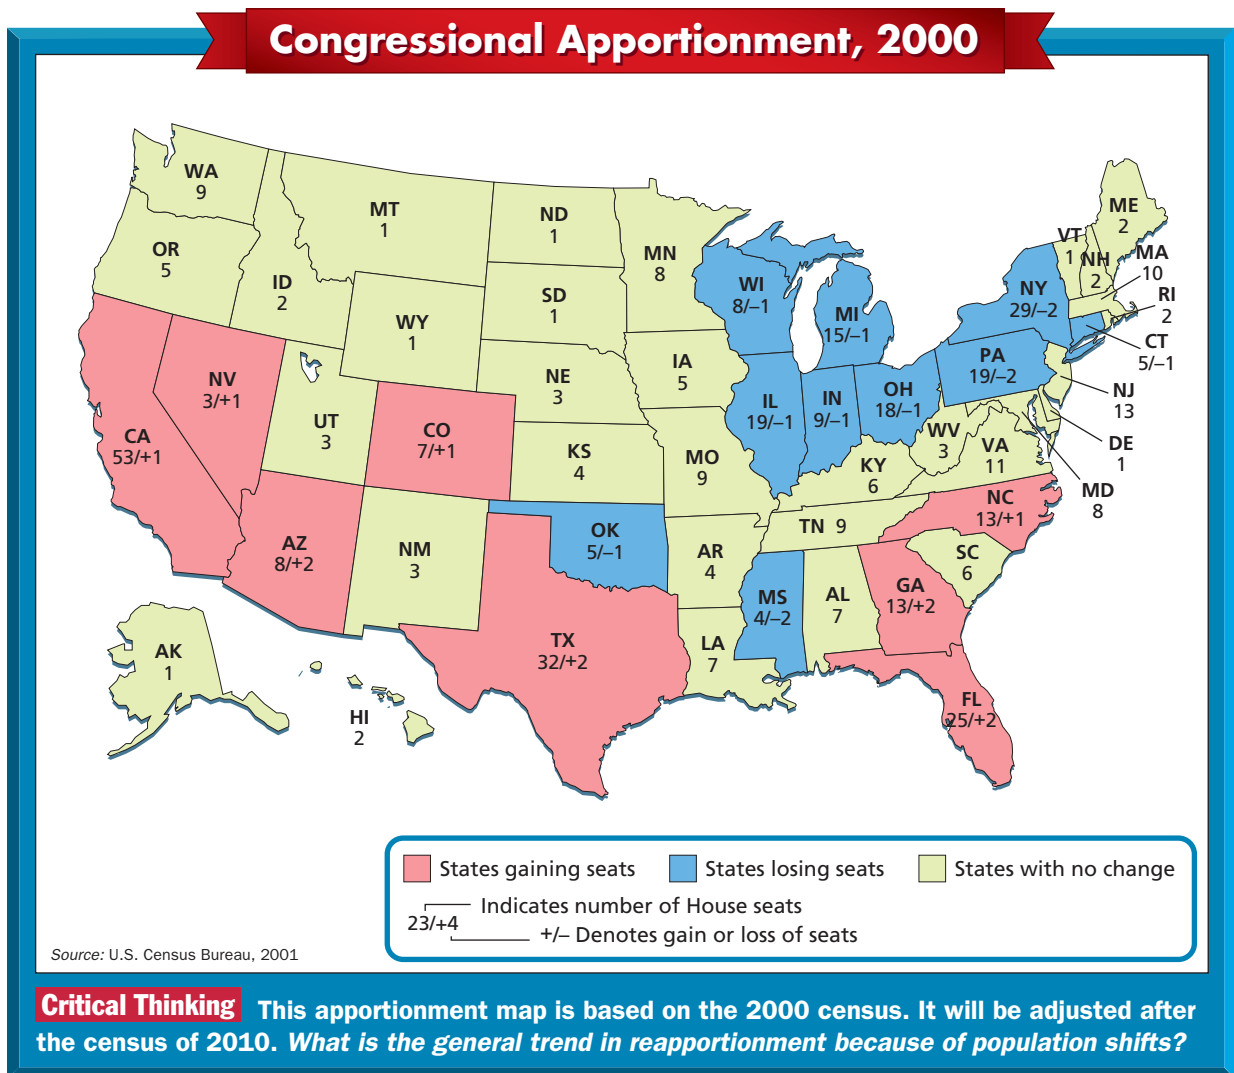 Congressional Apportionment, 2000
WA
9
MT
1
ND
1
MN
8
OR
5
ID
2
SD
1
WY
1
WI
8/–1
MI
15/–1
NY
29/–2
VT
1
NH
2
ME
2
MA
10
RI
2
CT
5/–1
NJ
13
DE
1
MD
8
PA
19/–2
NV
3/+1
UT
3
CO
7/+1
NE
3
IA
5
IL
19/–1
IN
9/–1
OH
18/–1
WV
3
VA
11
CA
53/+1
KS
4
MO
9
KY
6
NC
13/+1
TN 9
AZ
8/+2
NM
3
OK
5/–1
AR
4
SC
6
MS
4/–2
AL
7
GA
13/+2
TX
32/+2
LA
7
FL
25/+2
AK
1
HI
2
States gaining seats
States losing seats
States with no change
Indicates number of House seats
23/+4
+/– Denotes gain or loss of seats
Source: U.S. Census Bureau, 2001
Critical Thinking This apportionment map is based on the 2000 census. It will be adjusted after
the census of 2010. What is the general trend in reapportionment because of population shifts?